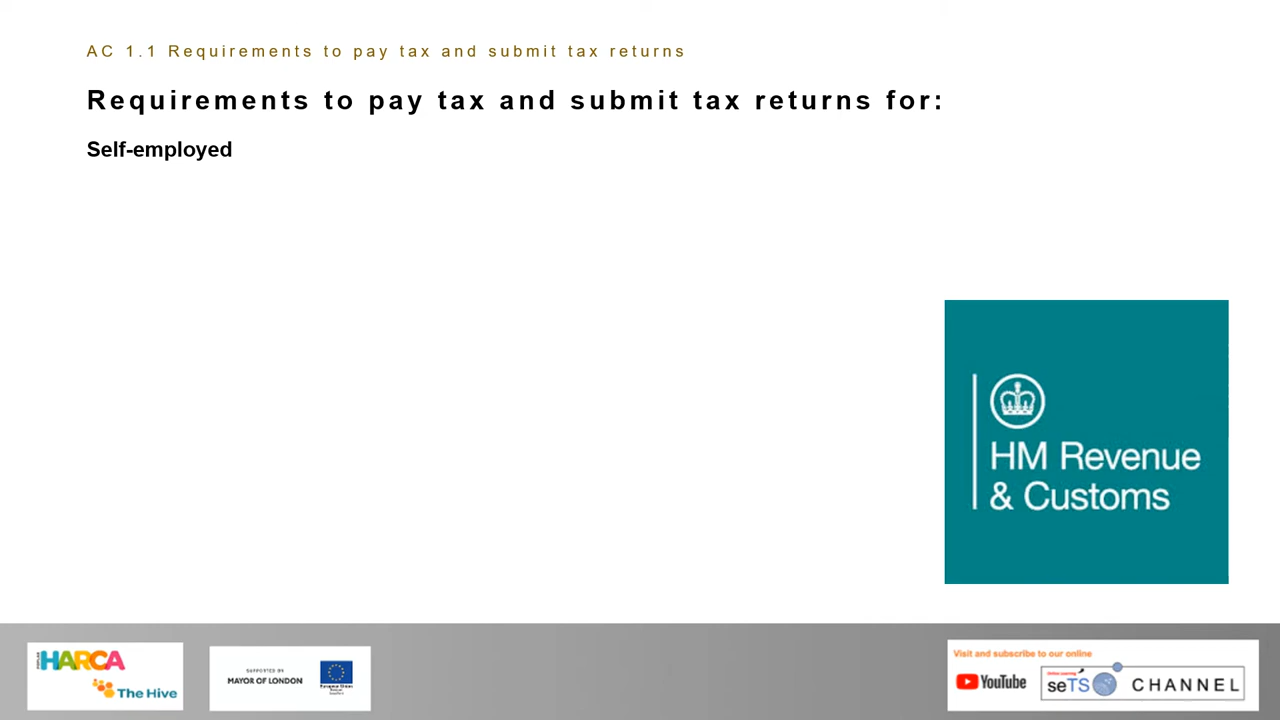 AC 1.1 Requirements to pay tax and submit tax returns
Requirements to pay tax and submit tax returns for:
Self-employed
HM Revenue
& Customs
HARCA
The Hive
SUPPORTED BY
MAYOR OF LONDON
European Union
Visit and subscribe to our online
YouTube
seTS CHANNEL